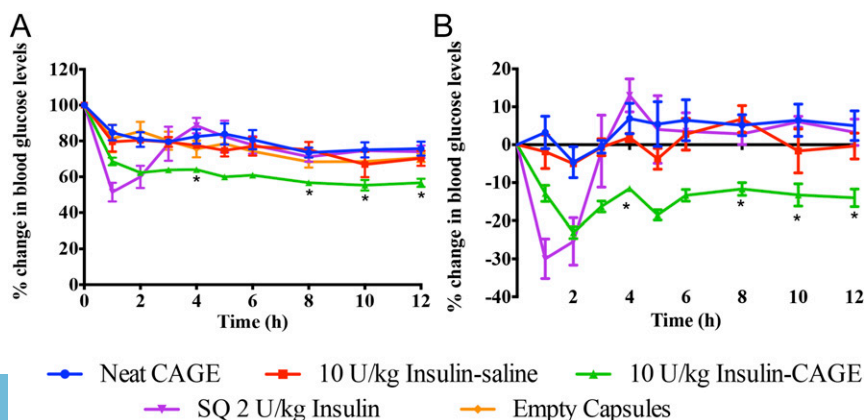 A
B
% change in blood glucose levels
120
100
80
60
40
20
0
0 2 4 6 8 10 12
Time (h)
* * * *
% change in blood glucose levels
20
10
0
-10
-20
-30
-40
2 4 6 8 10 12
Time (h)
* * * *
Neat CAGE 10 U/kg Insulin-saline 10 U/kg Insulin-CAGE
SQ 2 U/kg Insulin Empty Capsules